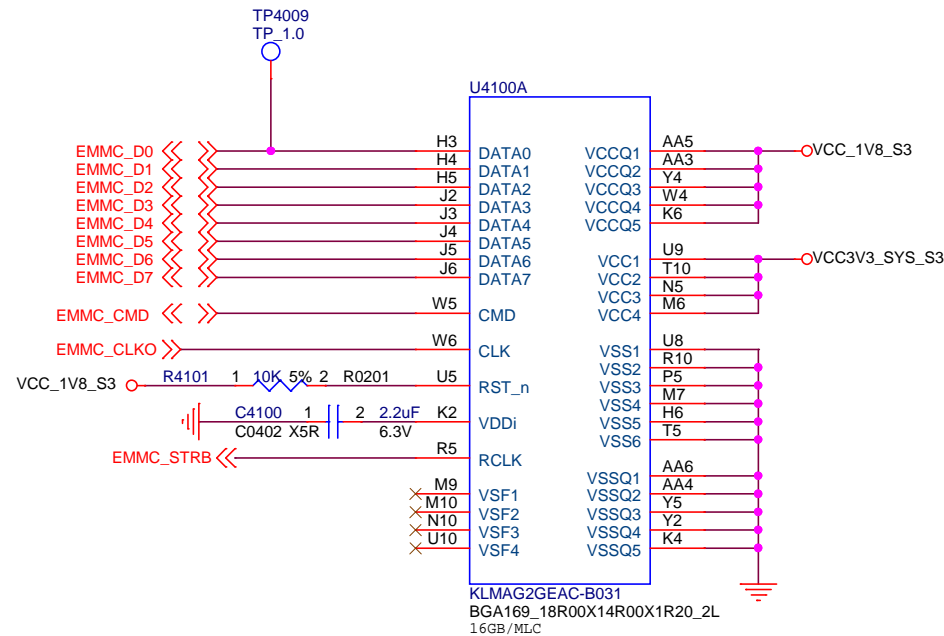 TP4009
TP_1.0
U4100A
EMMC_D0 H3 DATA0 VCCQ1 AA5 VCC_1V8_S3
EMMC_D1 H4 DATA1 VCCQ2 AA3
EMMC_D2 H5 DATA2 VCCQ3 Y4
EMMC_D3 J2 DATA3 VCCQ4 W4
EMMC_D4 J3 DATA4 VCCQ5 K6
EMMC_D5 J4 DATA5
EMMC_D6 J5 DATA6 VCC1 U9 VCC3V3_SYS_S3
EMMC_D7 J6 DATA7 VCC2 T10
VCC3 N5
EMMC_CMD W5 CMD VCC4 M6
EMMC_CLKO W6 CLK VSS1 U8
VSS2 R10
VCC_1V8_S3 R4101 1 10K 5% 2 R0201 U5 RST_n VSS3 P5
VSS4 M7
C4100 1 2 2.2uF K2 VDDi VSS5 H6
C0402 X5R 6.3V VSS6 T5
EMMC_STRB R5 RCLK
VSSQ1 AA6
M9 VSF1 VSSQ2 AA4
M10 VSF2 VSSQ3 Y5
N10 VSF3 VSSQ4 Y2
U10 VSF4 VSSQ5 K4
KLMAG2GEAC-B031
BGA169_18R00X14R00X1R20_2L
16GB/MLC